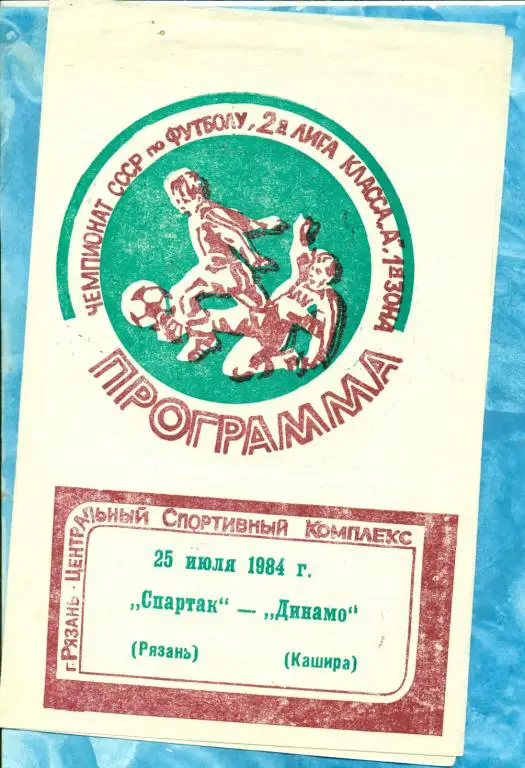 ЧЕМПИОНАТ СССР по ФУТБОЛУ, 2я ЛИГА КЛАССА „А", 1я ЗОНА
ПРОГРАММА
г. РЯЗАНЬ · ЦЕНТРАЛЬНЫЙ СПОРТИВНЫЙ КОМПЛЕКС
25 июля 1984 г.
„Спартак" — „Динамо"
(Рязань) (Кашира)